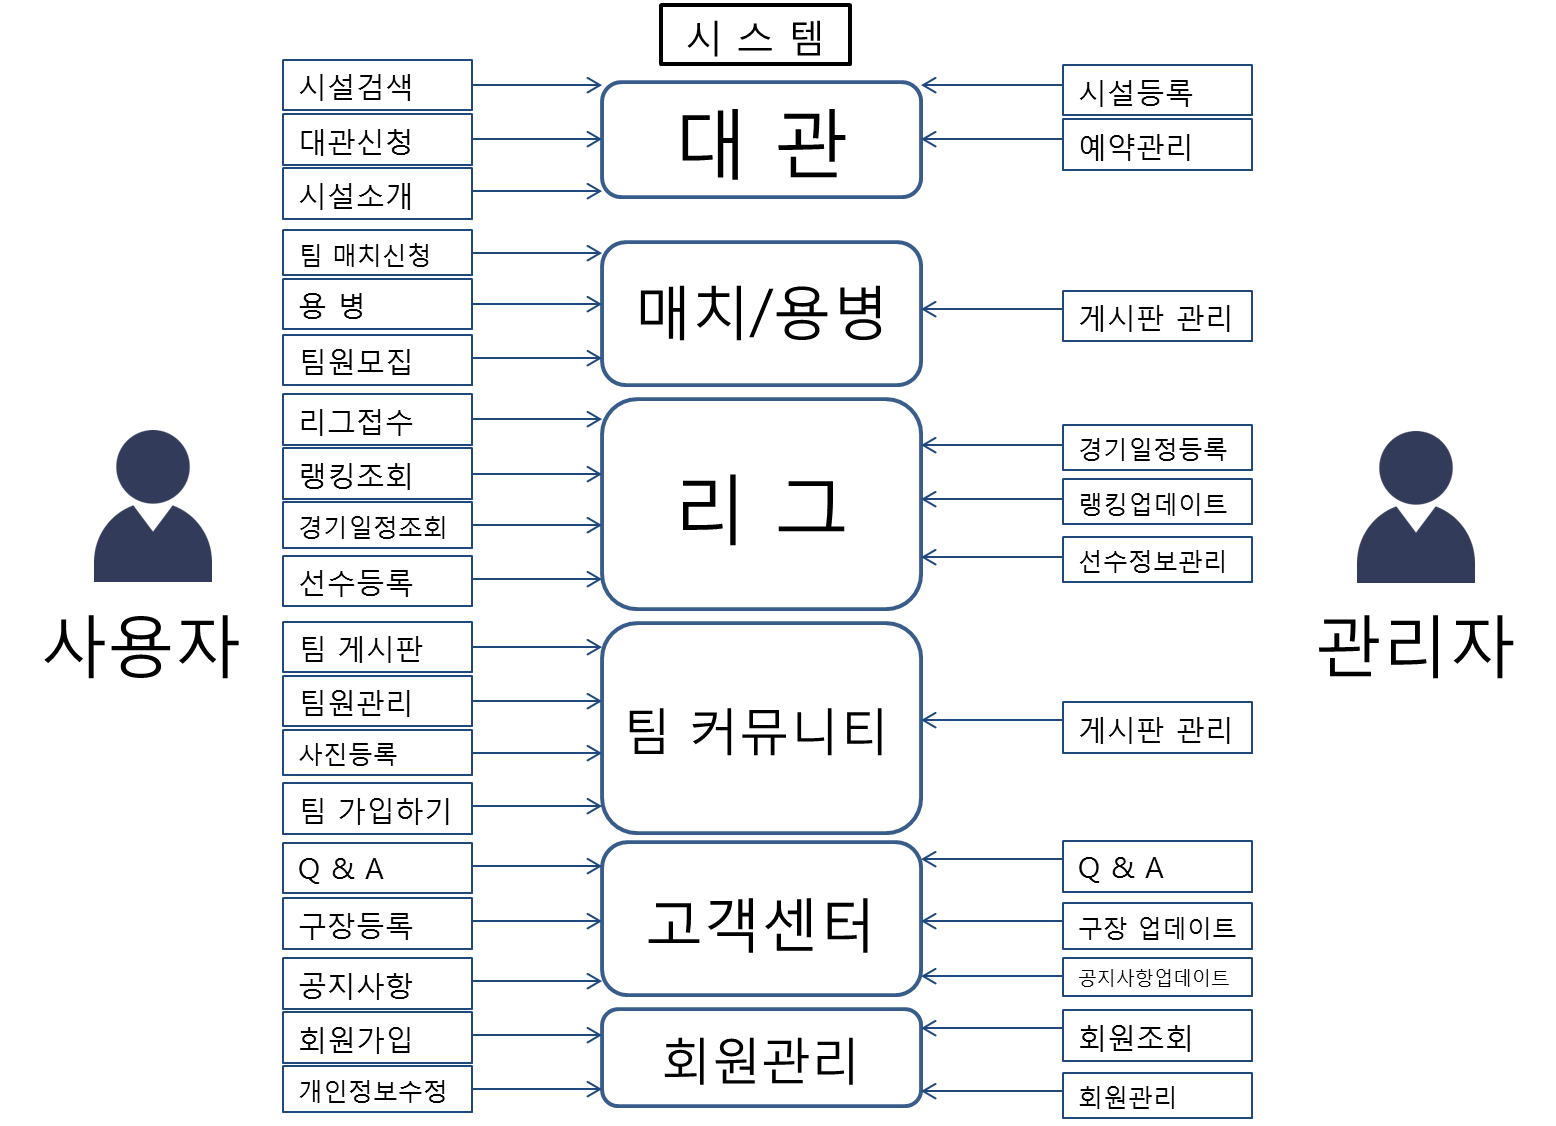 시 스 템
시설검색
대관신청
시설소개
대 관
시설등록
예약관리
팀 매치신청
용 병
팀원모집
매치/용병
게시판 관리
리그접수
랭킹조회
경기일정조회
선수등록
리 그
경기일정등록
랭킹업데이트
선수정보관리
사용자
관리자
팀 게시판
팀원관리
사진등록
팀 가입하기
팀 커뮤니티
게시판 관리
Q & A
구장등록
공지사항
고객센터
Q & A
구장 업데이트
공지사항업데이트
회원가입
개인정보수정
회원관리
회원조회
회원관리